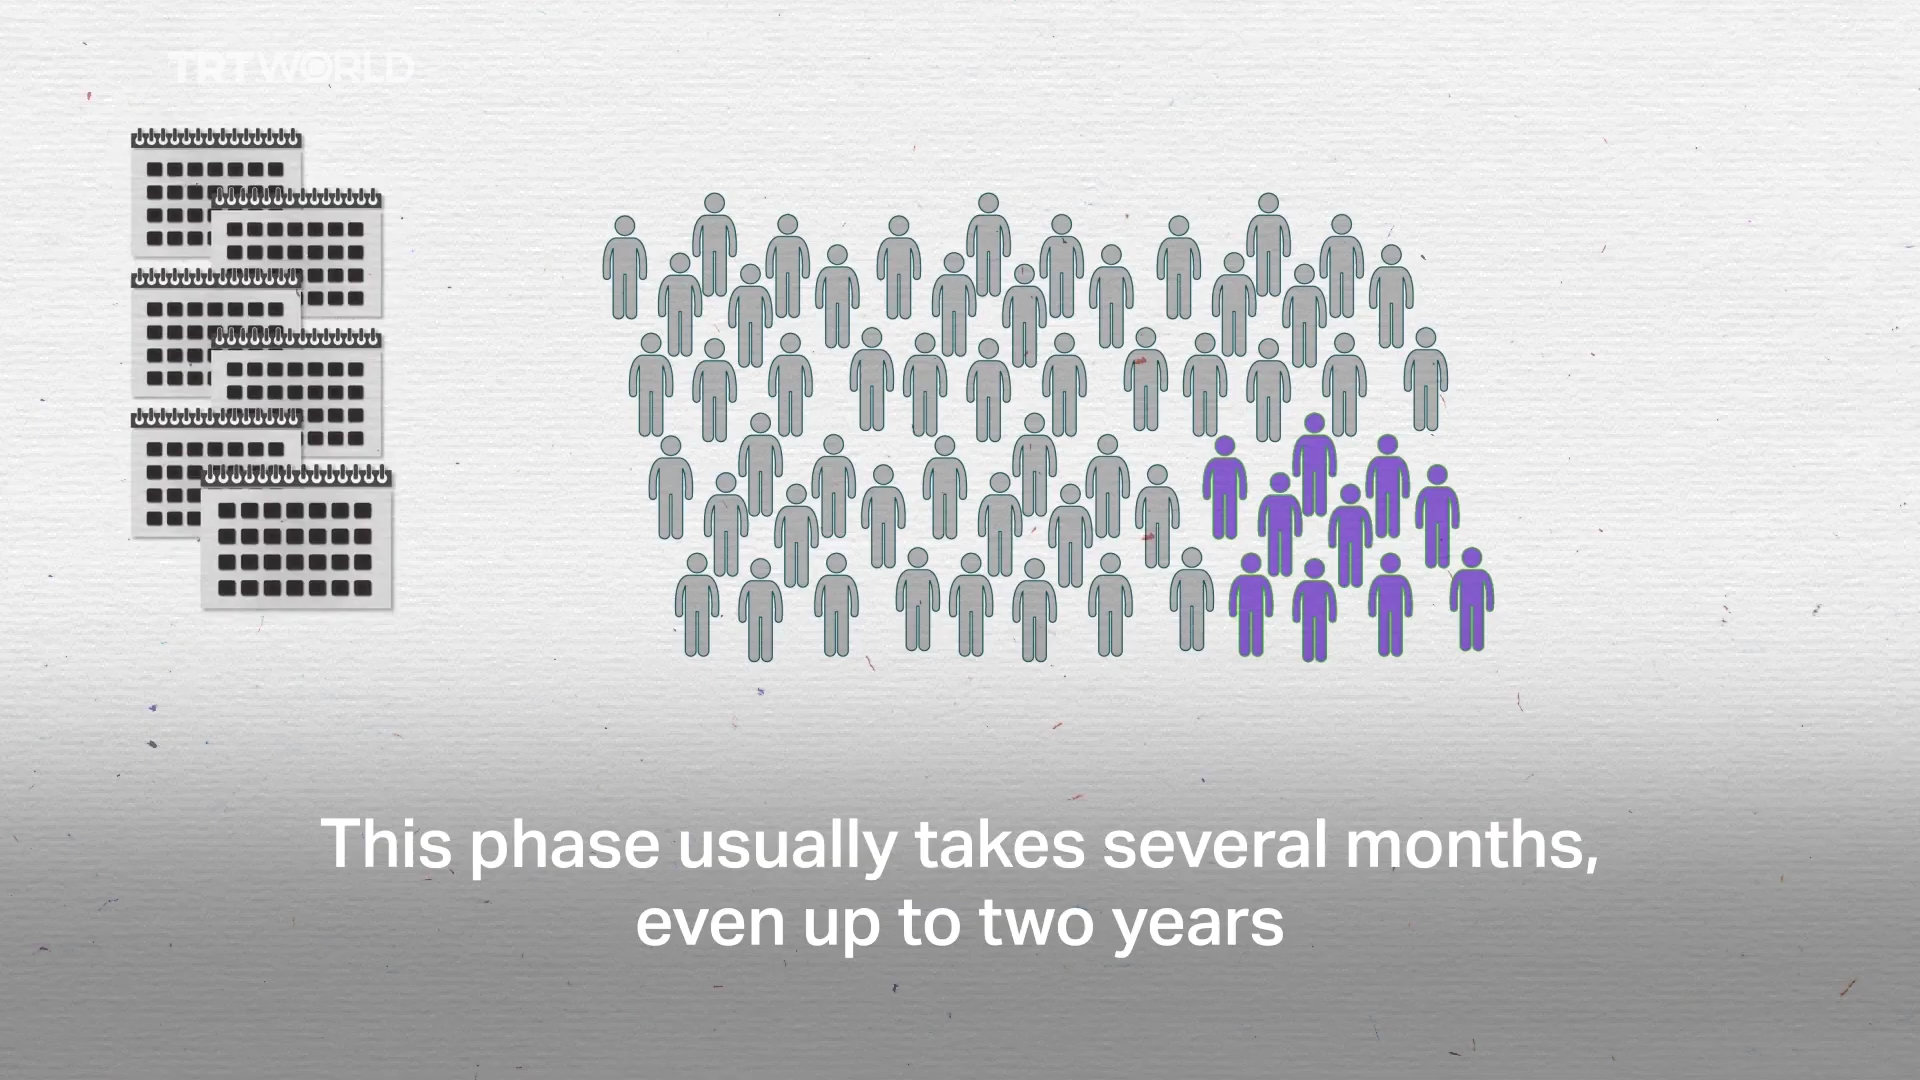 TRT WORLD
This phase usually takes several months,
even up to two years